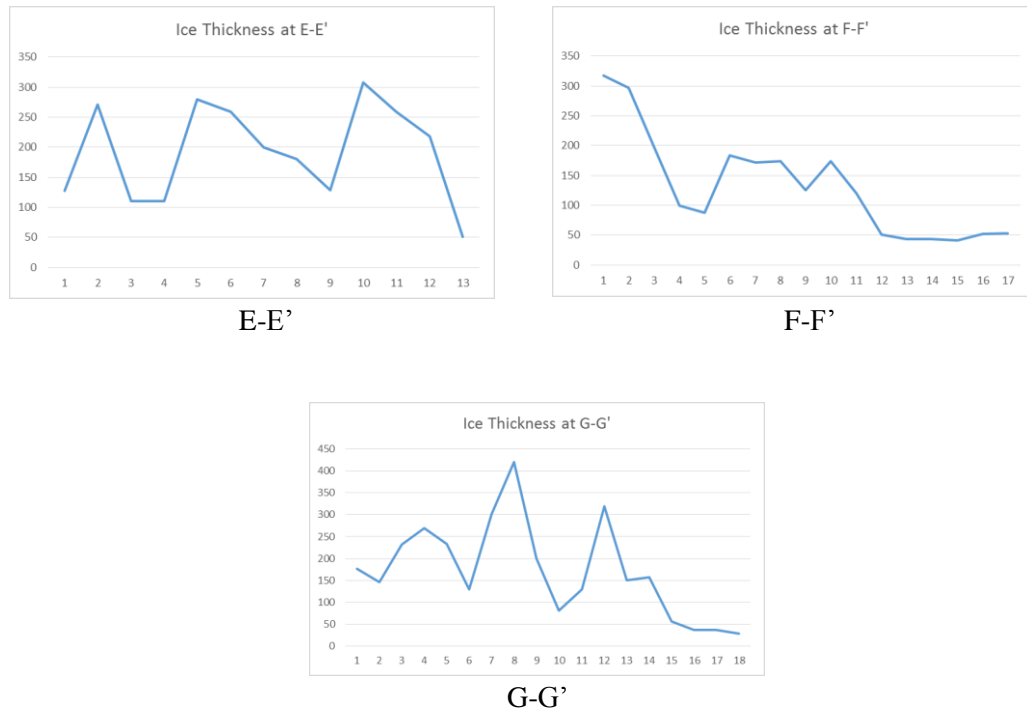 Ice Thickness at E-E'
350
300
250
200
150
100
50
0
1 2 3 4 5 6 7 8 9 10 11 12 13
E-E’
Ice Thickness at F-F'
350
300
250
200
150
100
50
0
1 2 3 4 5 6 7 8 9 10 11 12 13 14 15 16 17
F-F’
Ice Thickness at G-G'
450
400
350
300
250
200
150
100
50
0
1 2 3 4 5 6 7 8 9 10 11 12 13 14 15 16 17 18
G-G’